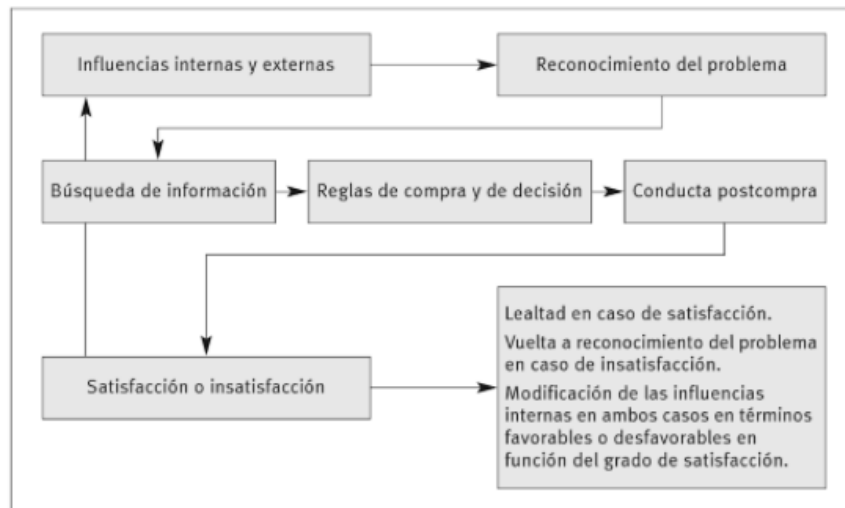 Influencias internas y externas
Reconocimiento del problema
Búsqueda de información
Reglas de compra y de decisión
Conducta postcompra
Satisfacción o insatisfacción
Lealtad en caso de satisfacción.
Vuelta a reconocimiento del problema
en caso de insatisfacción.
Modificación de las influencias
internas en ambos casos en términos
favorables o desfavorables en
función del grado de satisfacción.